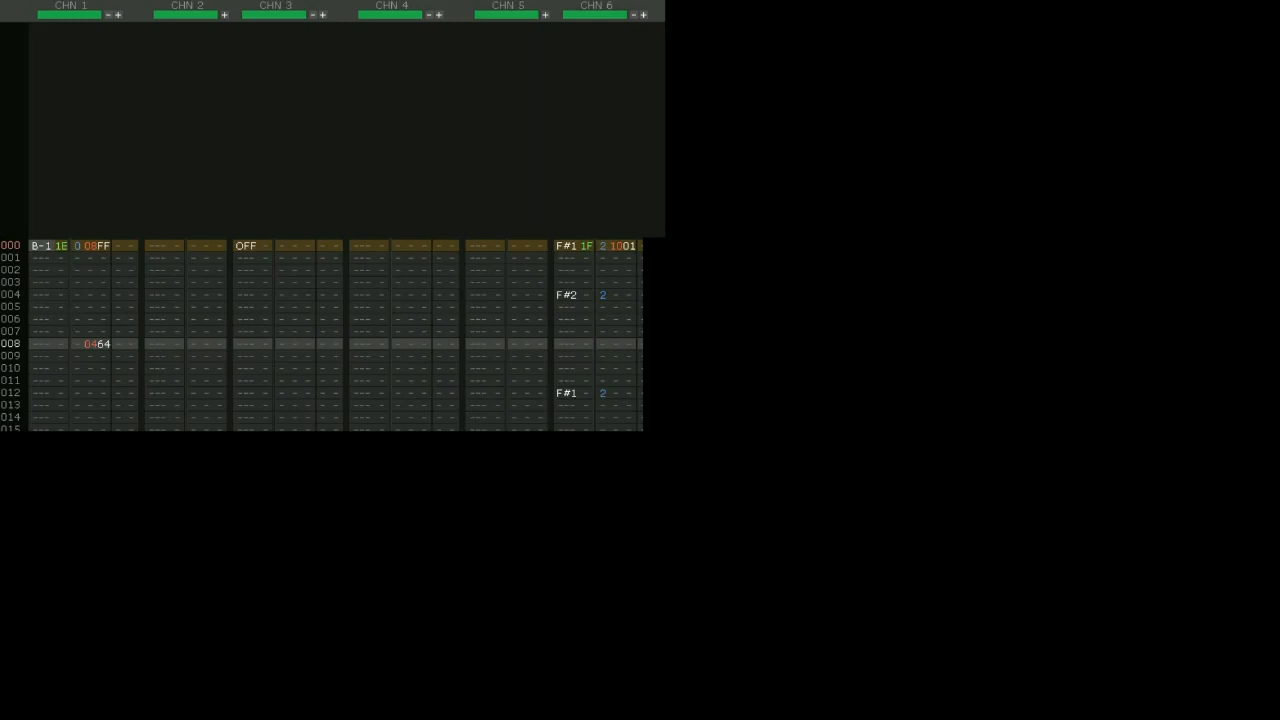 CHN 1 CHN 2 CHN 3 CHN 4 CHN 5 CHN 6
- + + - + - + + - +
000 B-1 1E 0 08FF - - --- - - - - --- - - - - OFF - - - - - - --- - - - - - - --- - - - - F#1 1F 2 1001 -
001 --- - - - - - - --- - - - - --- - - - - - - --- - - - - - - --- - - - - --- - - - - -
002 --- - - - - - - --- - - - - --- - - - - - - --- - - - - - - --- - - - - --- - - - - -
003 --- - - - - - - --- - - - - --- - - - - - - --- - - - - - - --- - - - - --- - - - - -
004 --- - - - - - - --- - - - - --- - - - - - - --- - - - - - - --- - - - - F#2 - 2 - - -
005 --- - - - - - - --- - - - - --- - - - - - - --- - - - - - - --- - - - - --- - - - - -
006 --- - - - - - - --- - - - - --- - - - - - - --- - - - - - - --- - - - - --- - - - - -
007 --- - - - - - - --- - - - - --- - - - - - - --- - - - - - - --- - - - - --- - - - - -
008 --- - - 0464 - - --- - - - - --- - - - - - - --- - - - - - - --- - - - - --- - - - - -
009 --- - - - - - - --- - - - - --- - - - - - - --- - - - - - - --- - - - - --- - - - - -
010 --- - - - - - - --- - - - - --- - - - - - - --- - - - - - - --- - - - - --- - - - - -
011 --- - - - - - - --- - - - - --- - - - - - - --- - - - - - - --- - - - - --- - - - - -
012 --- - - - - - - --- - - - - --- - - - - - - --- - - - - - - --- - - - - F#1 - 2 - - -
013 --- - - - - - - --- - - - - --- - - - - - - --- - - - - - - --- - - - - --- - - - - -
014 --- - - - - - - --- - - - - --- - - - - - - --- - - - - - - --- - - - - --- - - - - -
015 --- - - - - - - --- - - - - --- - - - - - - --- - - - - - - --- - - - - --- - - - - -